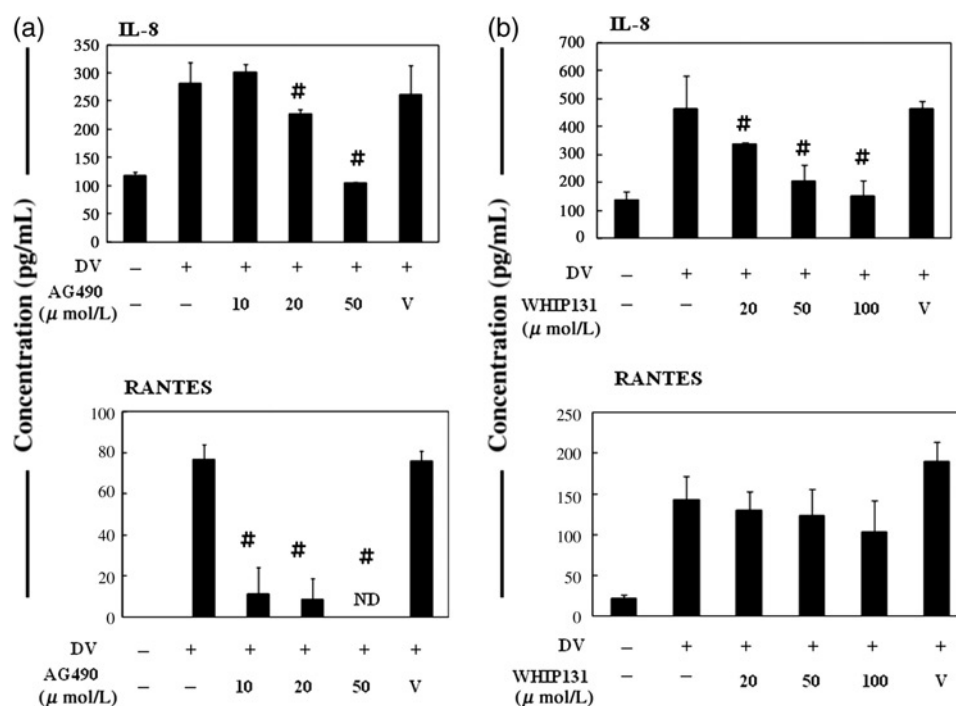 (a)
IL-8
Concentration (pg/mL)
350
300
250
200
150
100
50
0
# #
DV – + + + + +
AG490 – – 10 20 50 V
(μ mol/L)
RANTES
100
80
60
40
20
0
# # #
ND
DV – + + + + +
AG490 – – 10 20 50 V
(μ mol/L)
(b)
IL-8
Concentration (pg/mL)
700
600
500
400
300
200
100
0
# # #
DV – + + + + +
WHIP131 – – 20 50 100 V
(μ mol/L)
RANTES
250
200
150
100
50
0
DV – + + + + +
WHIP131 – – 20 50 100 V
(μ mol/L)